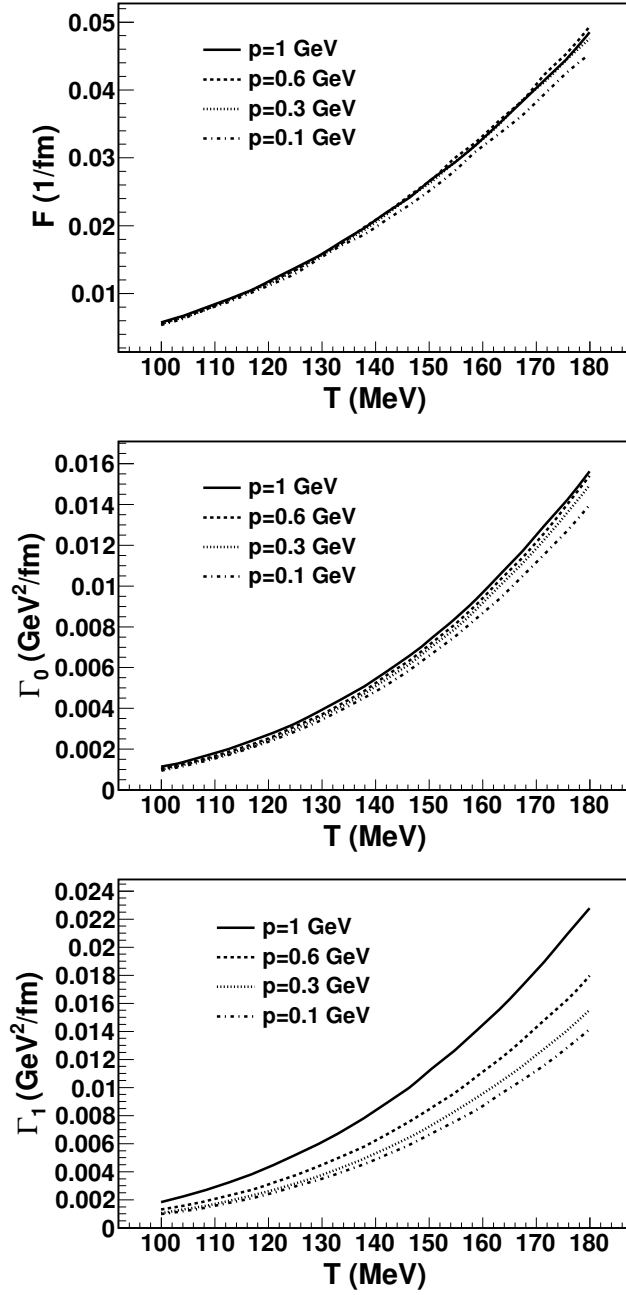 0.05
p=1 GeV
p=0.6 GeV
0.04
p=0.3 GeV
p=0.1 GeV
0.03
F (1/fm)
0.02
0.01
100 110 120 130 140 150 160 170 180
T (MeV)
0.016
p=1 GeV
0.014
p=0.6 GeV
0.012
p=0.3 GeV
0.01
p=0.1 GeV
0.008
Γ₀ (GeV²/fm)
0.006
0.004
0.002
0
100 110 120 130 140 150 160 170 180
T (MeV)
0.024
0.022
p=1 GeV
0.02
p=0.6 GeV
0.018
p=0.3 GeV
0.016
p=0.1 GeV
0.014
0.012
Γ₁ (GeV²/fm)
0.01
0.008
0.006
0.004
0.002
0
100 110 120 130 140 150 160 170 180
T (MeV)